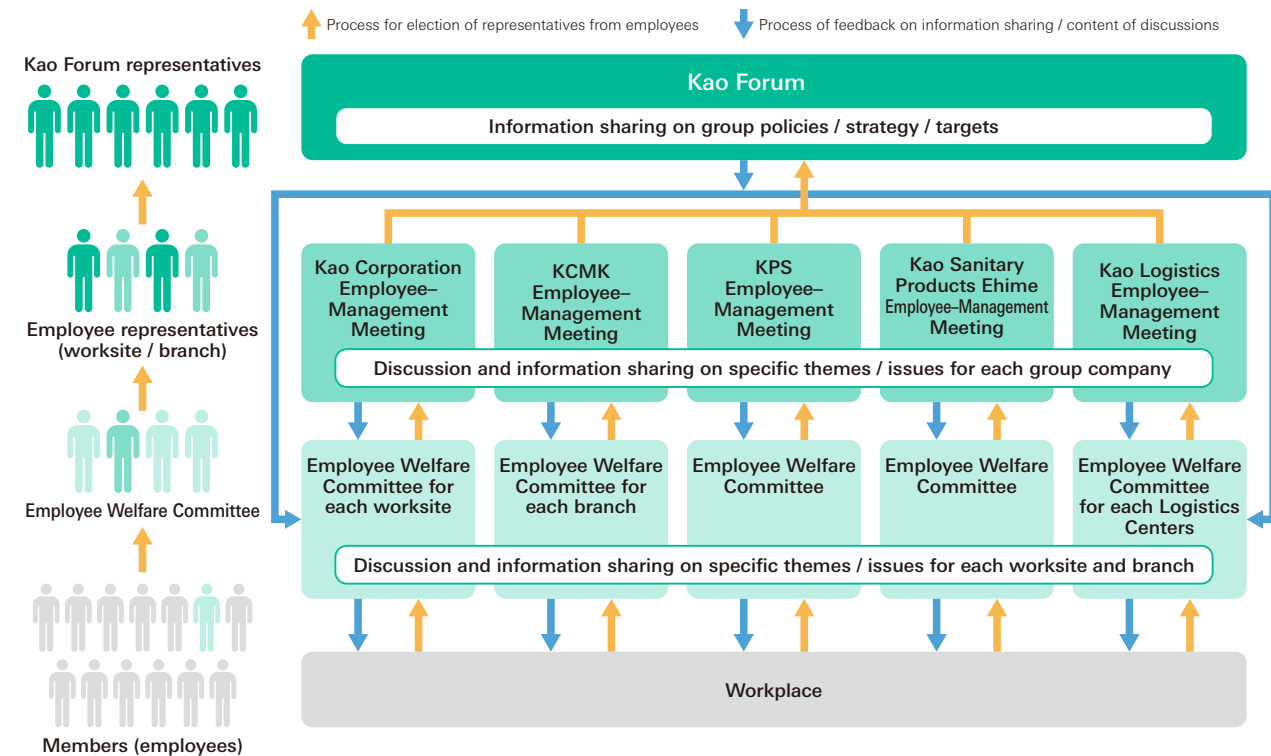 Process for election of representatives from employees
Process of feedback on information sharing / content of discussions
Kao Forum representatives
Employee representatives
(worksite / branch)
Employee Welfare Committee
Members (employees)
Kao Forum
Information sharing on group policies / strategy / targets
Kao Corporation
Employee–
Management
Meeting
KCMK
Employee–
Management
Meeting
KPS
Employee–
Management
Meeting
Kao Sanitary
Products Ehime
Employee–Management
Meeting
Kao Logistics
Employee–
Management
Meeting
Discussion and information sharing on specific themes / issues for each group company
Employee Welfare
Committee for
each worksite
Employee Welfare
Committee for
each branch
Employee Welfare
Committee
Employee Welfare
Committee
Employee Welfare
Committee
for each Logistics
Centers
Discussion and information sharing on specific themes / issues for each worksite and branch
Workplace